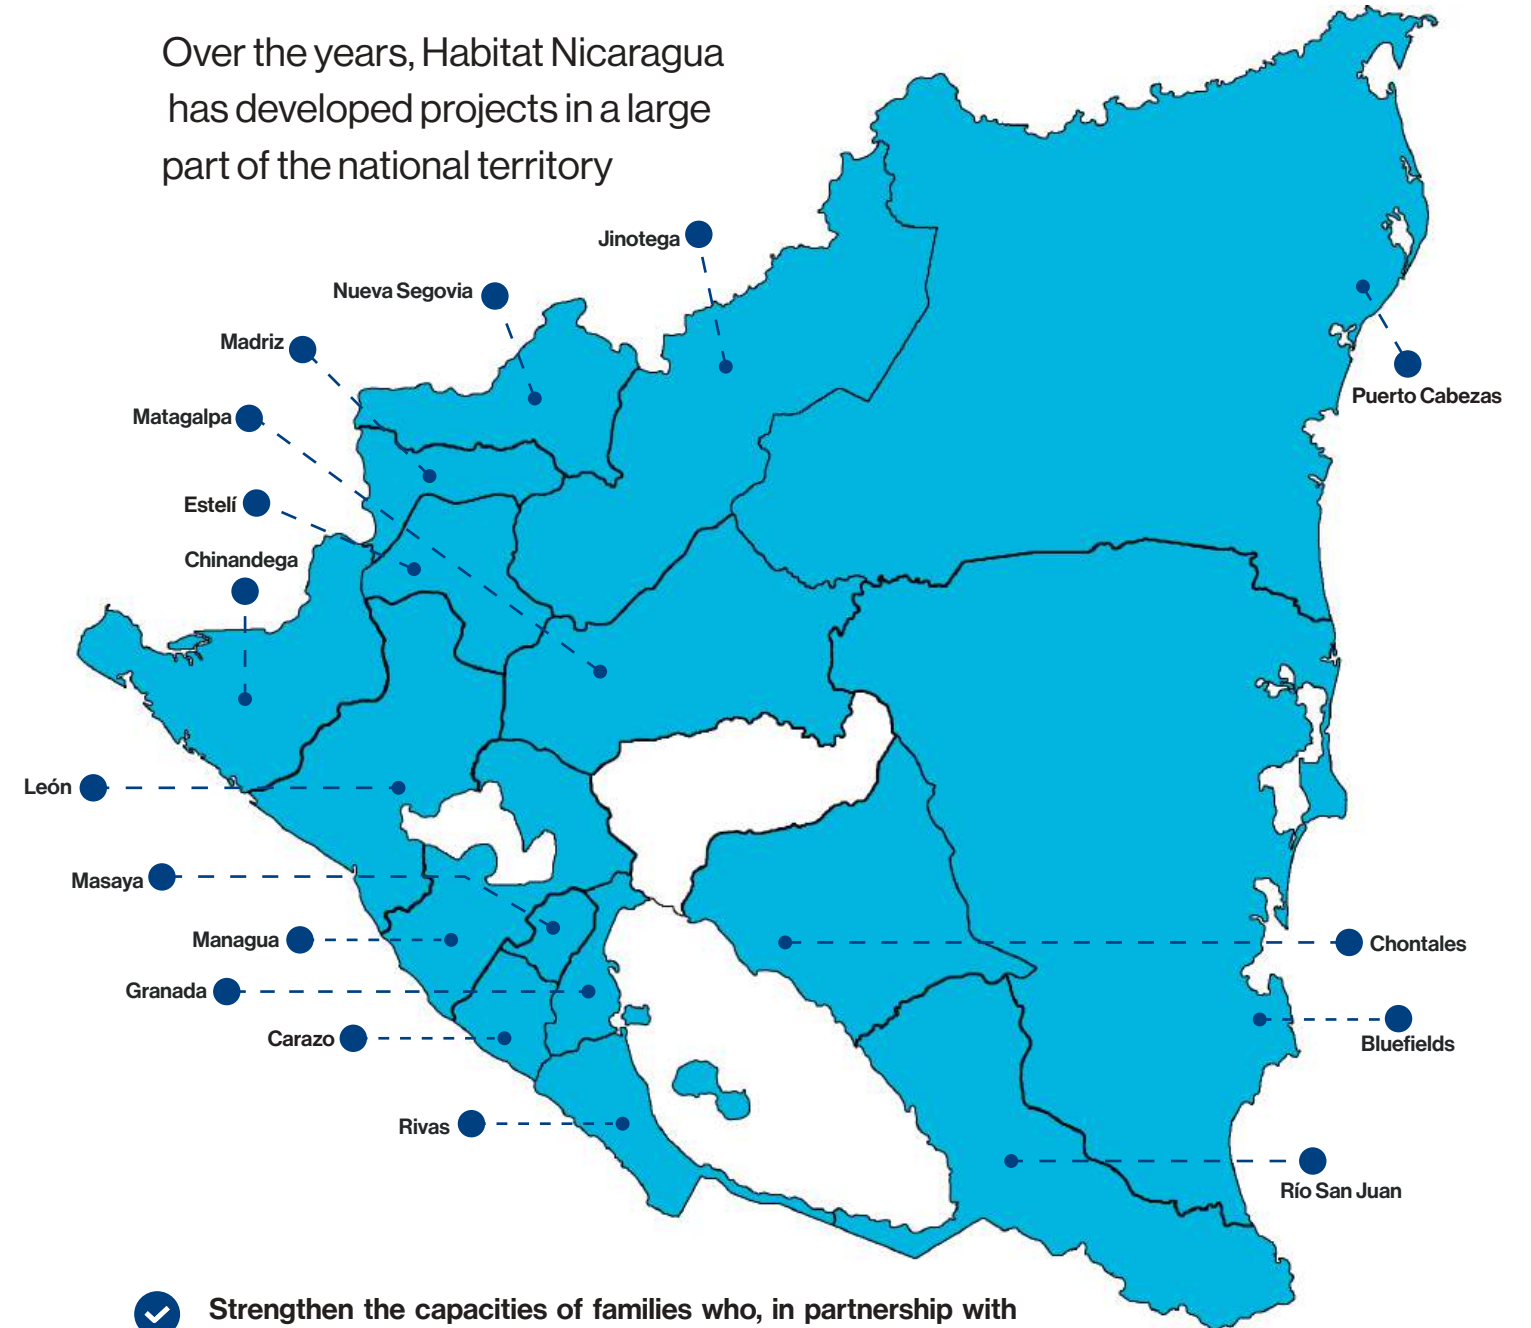 Over the years, Habitat Nicaragua
has developed projects in a large
part of the national territory
Jinotega
Nueva Segovia
Madriz
Puerto Cabezas
Matagalpa
Estelí
Chinandega
León
Masaya
Managua
Chontales
Granada
Carazo
Bluefields
Rivas
Río San Juan
Strengthen the capacities of families who, in partnership with